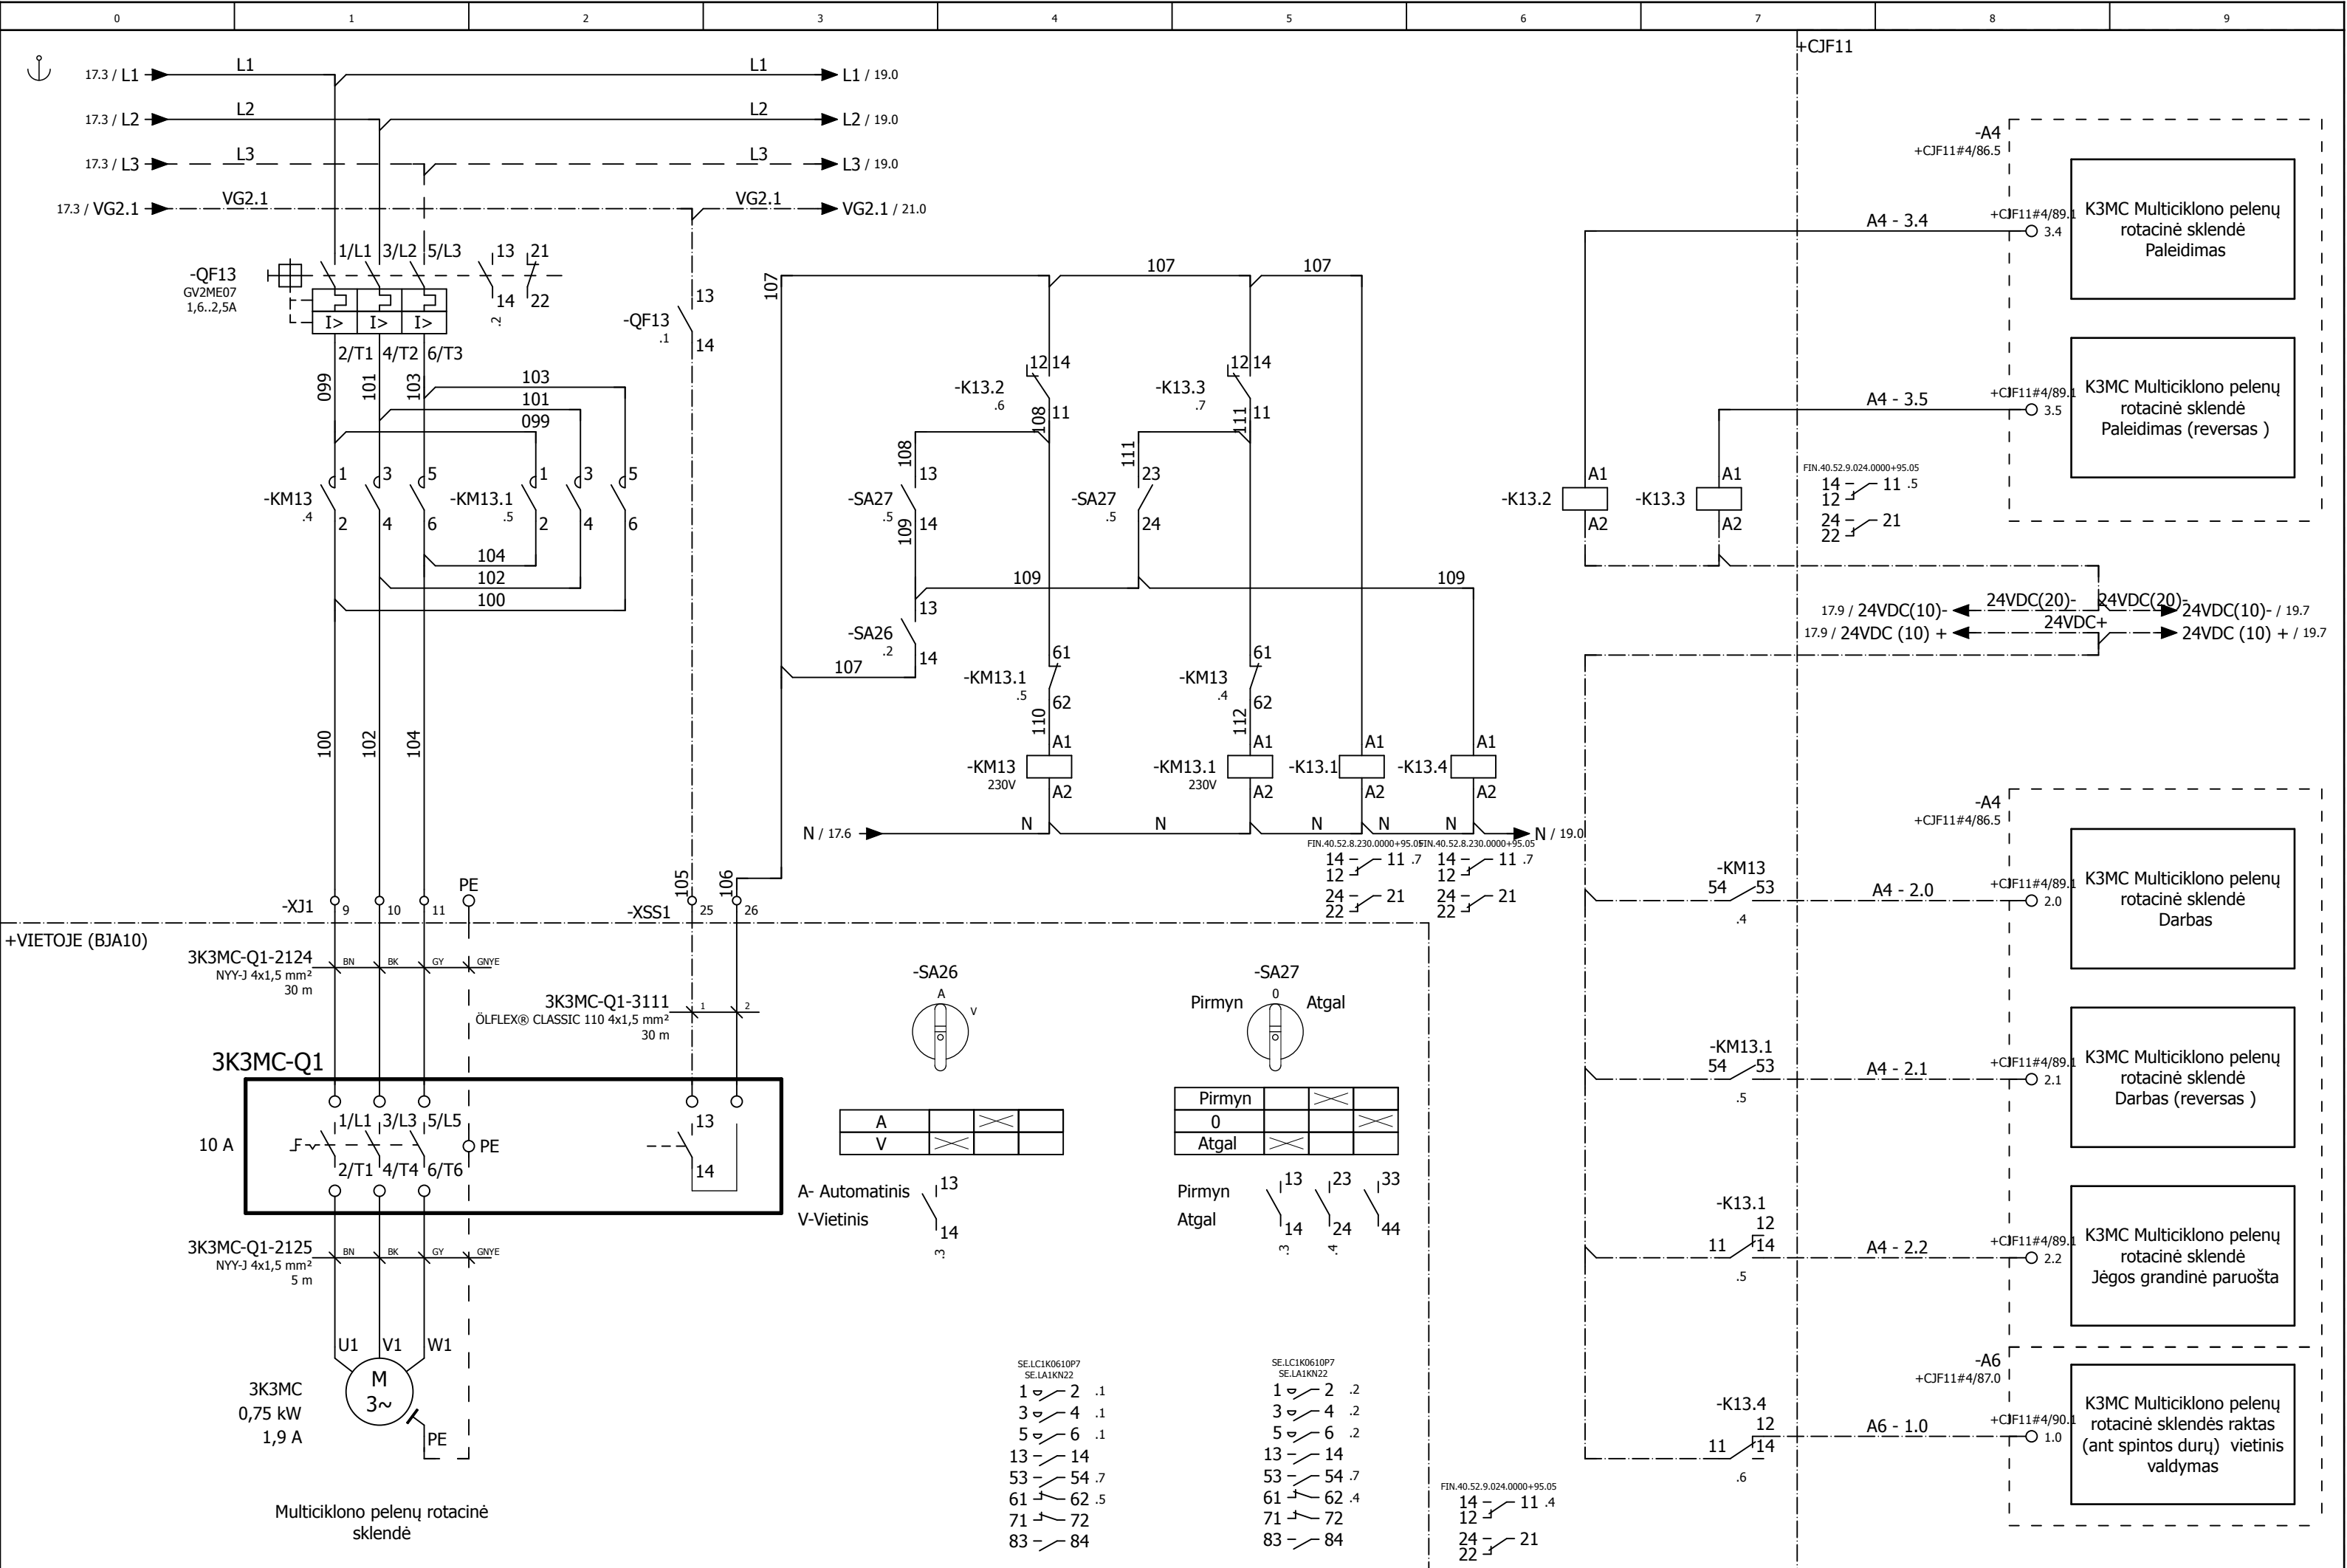 0 1 2 3 4 5 6 7 8 9
+CJF11
17.3 / L1 L1 L1 L1 / 19.0
17.3 / L2 L2 L2 L2 / 19.0
17.3 / L3 L3 L3 L3 / 19.0
17.3 / VG2.1 VG2.1 VG2.1 VG2.1 / 21.0
-QF13
GV2ME07
1,6..2,5A
1/L1 3/L2 5/L3 13 21
14 22
.2
I> I> I>
2/T1 4/T2 6/T3
099 101 103
103
101
099
-KM13
.4
1 3 5
2 4 6
-KM13.1
.5
1 3 5
2 4 6
104
102
100
100 102 104
-QF13
.1
13
14
107 107 107
-K13.2
.6
12 14
11
108
-K13.3
.7
12 14
11
111
108
111
-SA27
.5
13
14
109
-SA27
.5
23
24
109 109
-SA26
.2
13
14
107
-KM13.1
.5
61
62
110
-KM13
.4
61
62
112
-KM13
230V
A1
A2
-KM13.1
230V
A1
A2
-K13.1
A1
A2
-K13.4
A1
A2
N / 17.6 N N N N N N / 19.0
FIN.40.52.8.230.0000+95.05
14 11 .7
12
24 21
22
FIN.40.52.8.230.0000+95.05
14 11 .7
12
24 21
22
-K13.2
A1
A2
-K13.3
A1
A2
FIN.40.52.9.024.0000+95.05
14 11 .5
12
24 21
22
-A4
+CJF11#4/86.5
A4 - 3.4
+CJF11#4/89.1
3.4
K3MC Multiciklono pelenų
rotacinė sklendė
Paleidimas
A4 - 3.5
+CJF11#4/89.1
3.5
K3MC Multiciklono pelenų
rotacinė sklendė
Paleidimas (reversas )
17.9 / 24VDC(10)- 24VDC(20)- 24VDC(20)- 24VDC(10)- / 19.7
17.9 / 24VDC (10) + 24VDC+ 24VDC (10) + / 19.7
-A4
+CJF11#4/86.5
-KM13
54 53
.4
A4 - 2.0
+CJF11#4/89.1
2.0
K3MC Multiciklono pelenų
rotacinė sklendė
Darbas
-KM13.1
54 53
.5
A4 - 2.1
+CJF11#4/89.1
2.1
K3MC Multiciklono pelenų
rotacinė sklendė
Darbas (reversas )
-K13.1
12
11 14
.5
A4 - 2.2
+CJF11#4/89.1
2.2
K3MC Multiciklono pelenų
rotacinė sklendė
Jėgos grandinė paruošta
-A6
+CJF11#4/87.0
-K13.4
12
11 14
.6
A6 - 1.0
+CJF11#4/90.1
1.0
K3MC Multiciklono pelenų
rotacinė sklendės raktas
(ant spintos durų) vietinis
valdymas
-XJ1 9 10 11 PE
-XSS1 25 26
105 106
+VIETOJE (BJA10)
3K3MC-Q1-2124
NYY-J 4x1,5 mm²
30 m
BN BK GY GNYE
3K3MC-Q1-3111
ÖLFLEX® CLASSIC 110 4x1,5 mm²
30 m
1 2
3K3MC-Q1
10 A
1/L1 3/L3 5/L5
2/T1 4/T4 6/T6
PE
13
14
3K3MC-Q1-2125
NYY-J 4x1,5 mm²
5 m
BN BK GY GNYE
U1 V1 W1
M
3~
3K3MC
0,75 kW
1,9 A
PE
Multiciklono pelenų rotacinė
sklendė
-SA26
A
V
A
V
A- Automatinis
V-Vietinis
13
14
.3
-SA27
Pirmyn 0 Atgal
Pirmyn
0
Atgal
Pirmyn
Atgal
13 23 33
14 24 44
.3 .4
SE.LC1K0610P7
SE.LA1KN22
1 2 .1
3 4 .1
5 6 .1
13 14
53 54 .7
61 62 .5
71 72
83 84
SE.LC1K0610P7
SE.LA1KN22
1 2 .2
3 4 .2
5 6 .2
13 14
53 54 .7
61 62 .4
71 72
83 84
FIN.40.52.9.024.0000+95.05
14 11 .4
12
24 21
22